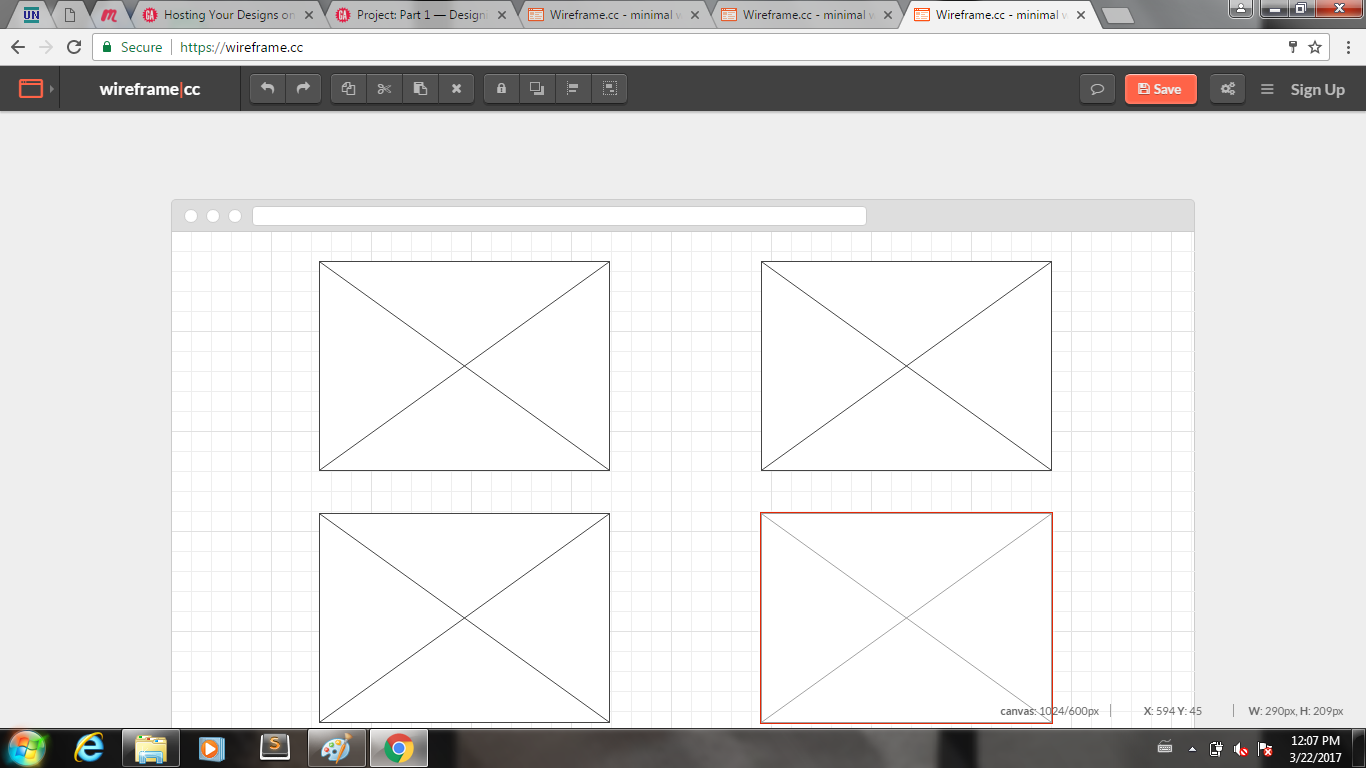 UN
m
GA Hosting Your Designs on
GA Project: Part 1 — Design
Wireframe.cc - minimal w
Wireframe.cc - minimal w
Wireframe.cc - minimal w
Secure https://wireframe.cc
wireframe|cc
Save
Sign Up
canvas: 1024/600px X: 594 Y: 45 W: 290px, H: 209px
S
12:07 PM
3/22/2017